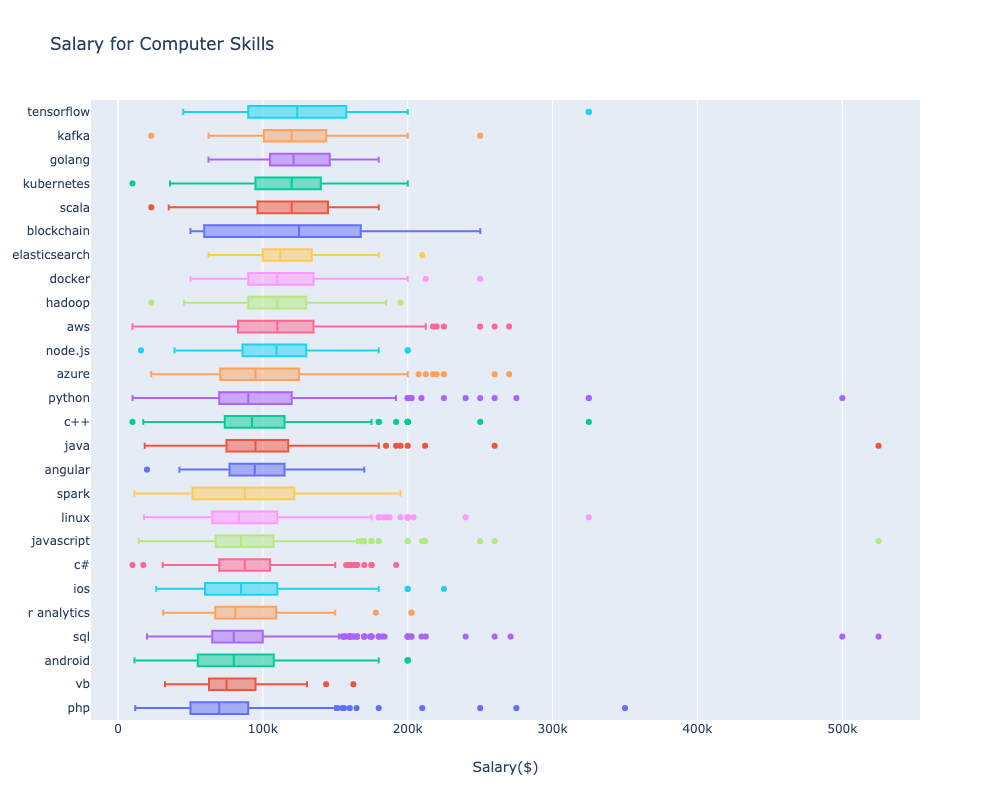 Salary for Computer Skills
tensorflow
kafka
golang
kubernetes
scala
blockchain
elasticsearch
docker
hadoop
aws
node.js
azure
python
c++
java
angular
spark
linux
javascript
c#
ios
r analytics
sql
android
vb
php
0 100k 200k 300k 400k 500k
Salary($)